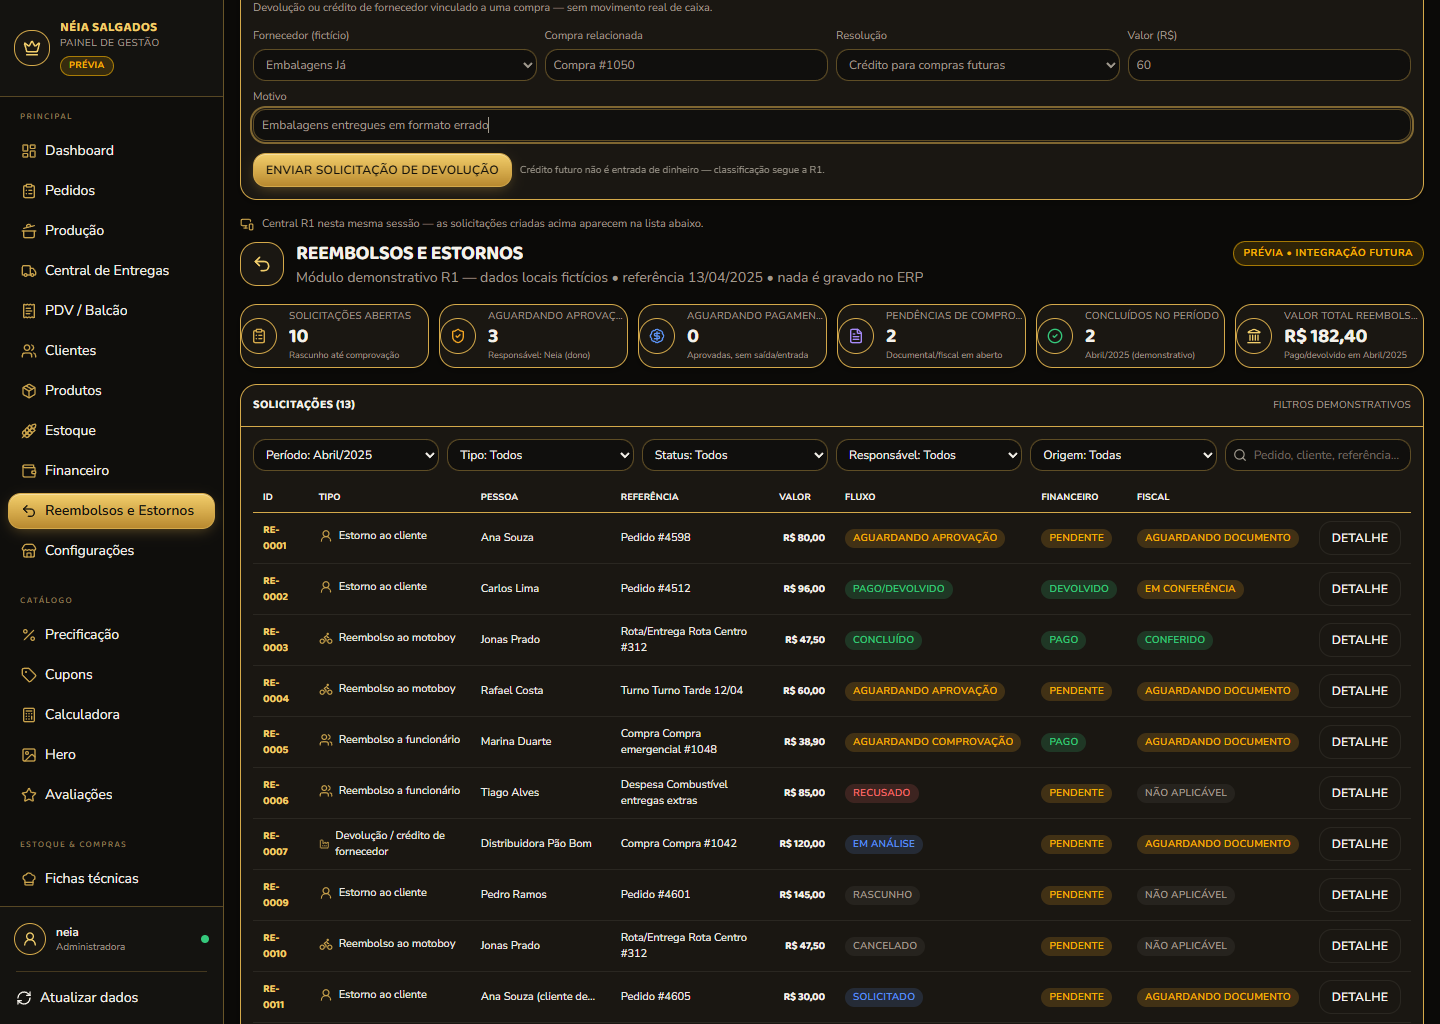 NÉIA SALGADOS
PAINEL DE GESTÃO
PRÉVIA
PRINCIPAL
Dashboard
Pedidos
Produção
Central de Entregas
PDV / Balcão
Clientes
Produtos
Estoque
Financeiro
Reembolsos e Estornos
Configurações
CATÁLOGO
Precificação
Cupons
Calculadora
Hero
Avaliações
ESTOQUE & COMPRAS
Fichas técnicas
neia
Administradora
Atualizar dados
Devolução ou crédito de fornecedor vinculado a uma compra — sem movimento real de caixa.
Fornecedor (fictício) Compra relacionada Resolução Valor (R$)
Embalagens Já Compra #1050 Crédito para compras futuras 60
Motivo
Embalagens entregues em formato errado
ENVIAR SOLICITAÇÃO DE DEVOLUÇÃO Crédito futuro não é entrada de dinheiro — classificação segue a R1.
Central R1 nesta mesma sessão — as solicitações criadas acima aparecem na lista abaixo.
REEMBOLSOS E ESTORNOS
Módulo demonstrativo R1 — dados locais fictícios • referência 13/04/2025 • nada é gravado no ERP
PRÉVIA • INTEGRAÇÃO FUTURA
SOLICITAÇÕES ABERTAS
10
Rascunho até comprovação
AGUARDANDO APROVAÇ...
3
Responsável: Neia (dono)
AGUARDANDO PAGAMEN...
0
Aprovadas, sem saída/entrada
PENDÊNCIAS DE COMPRO...
2
Documental/fiscal em aberto
CONCLUÍDOS NO PERÍODO
2
Abril/2025 (demonstrativo)
VALOR TOTAL REEMBOLS...
R$ 182,40
Pago/devolvido em Abril/2025
SOLICITAÇÕES (13) FILTROS DEMONSTRATIVOS
Período: Abril/2025 Tipo: Todos Status: Todos Responsável: Todos Origem: Todas Pedido, cliente, referência...
ID TIPO PESSOA REFERÊNCIA VALOR FLUXO FINANCEIRO FISCAL
RE-0001 Estorno ao cliente Ana Souza Pedido #4598 R$ 80,00 AGUARDANDO APROVAÇÃO PENDENTE AGUARDANDO DOCUMENTO DETALHE
RE-0002 Estorno ao cliente Carlos Lima Pedido #4512 R$ 96,00 PAGO/DEVOLVIDO DEVOLVIDO EM CONFERÊNCIA DETALHE
RE-0003 Reembolso ao motoboy Jonas Prado Rota/Entrega Rota Centro #312 R$ 47,50 CONCLUÍDO PAGO CONFERIDO DETALHE
RE-0004 Reembolso ao motoboy Rafael Costa Turno Turno Tarde 12/04 R$ 60,00 AGUARDANDO APROVAÇÃO PENDENTE AGUARDANDO DOCUMENTO DETALHE
RE-0005 Reembolso a funcionário Marina Duarte Compra Compra emergencial #1048 R$ 38,90 AGUARDANDO COMPROVAÇÃO PAGO AGUARDANDO DOCUMENTO DETALHE
RE-0006 Reembolso a funcionário Tiago Alves Despesa Combustível entregas extras R$ 85,00 RECUSADO PENDENTE NÃO APLICÁVEL DETALHE
RE-0007 Devolução / crédito de fornecedor Distribuidora Pão Bom Compra Compra #1042 R$ 120,00 EM ANÁLISE PENDENTE AGUARDANDO DOCUMENTO DETALHE
RE-0009 Estorno ao cliente Pedro Ramos Pedido #4601 R$ 145,00 RASCUNHO PENDENTE NÃO APLICÁVEL DETALHE
RE-0010 Reembolso ao motoboy Jonas Prado Rota/Entrega Rota Centro #312 R$ 47,50 CANCELADO PENDENTE NÃO APLICÁVEL DETALHE
RE-0011 Estorno ao cliente Ana Souza (cliente de... Pedido #4605 R$ 30,00 SOLICITADO PENDENTE AGUARDANDO DOCUMENTO DETALHE